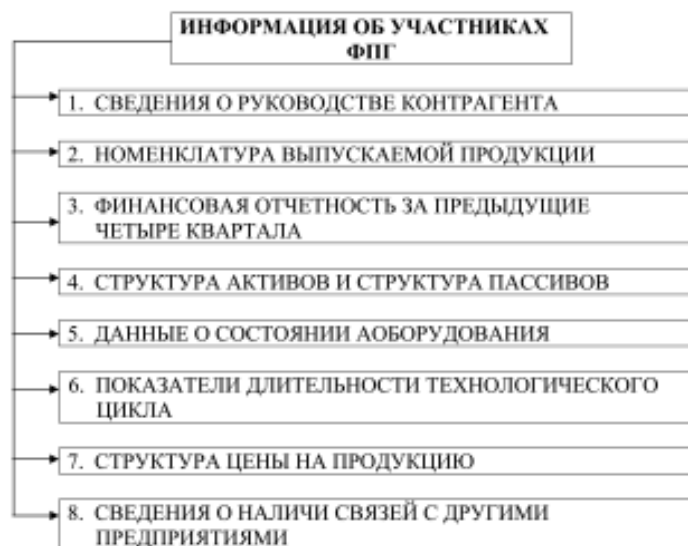 ИНФОРМАЦИЯ ОБ УЧАСТНИКАХ
ФПГ
1. СВЕДЕНИЯ О РУКОВОДСТВЕ КОНТРАГЕНТА
2. НОМЕНКЛАТУРА ВЫПУСКАЕМОЙ ПРОДУКЦИИ
3. ФИНАНСОВАЯ ОТЧЕТНОСТЬ ЗА ПРЕДЫДУЩИЕ
ЧЕТЫРЕ КВАРТАЛА
4. СТРУКТУРА АКТИВОВ И СТРУКТУРА ПАССИВОВ
5. ДАННЫЕ О СОСТОЯНИИ АОБОРУДОВАНИЯ
6. ПОКАЗАТЕЛИ ДЛИТЕЛЬНОСТИ ТЕХНОЛОГИЧЕСКОГО
ЦИКЛА
7. СТРУКТУРА ЦЕНЫ НА ПРОДУКЦИЮ
8. СВЕДЕНИЯ О НАЛИЧИ СВЯЗЕЙ С ДРУГИМИ
ПРЕДПРИЯТИЯМИ